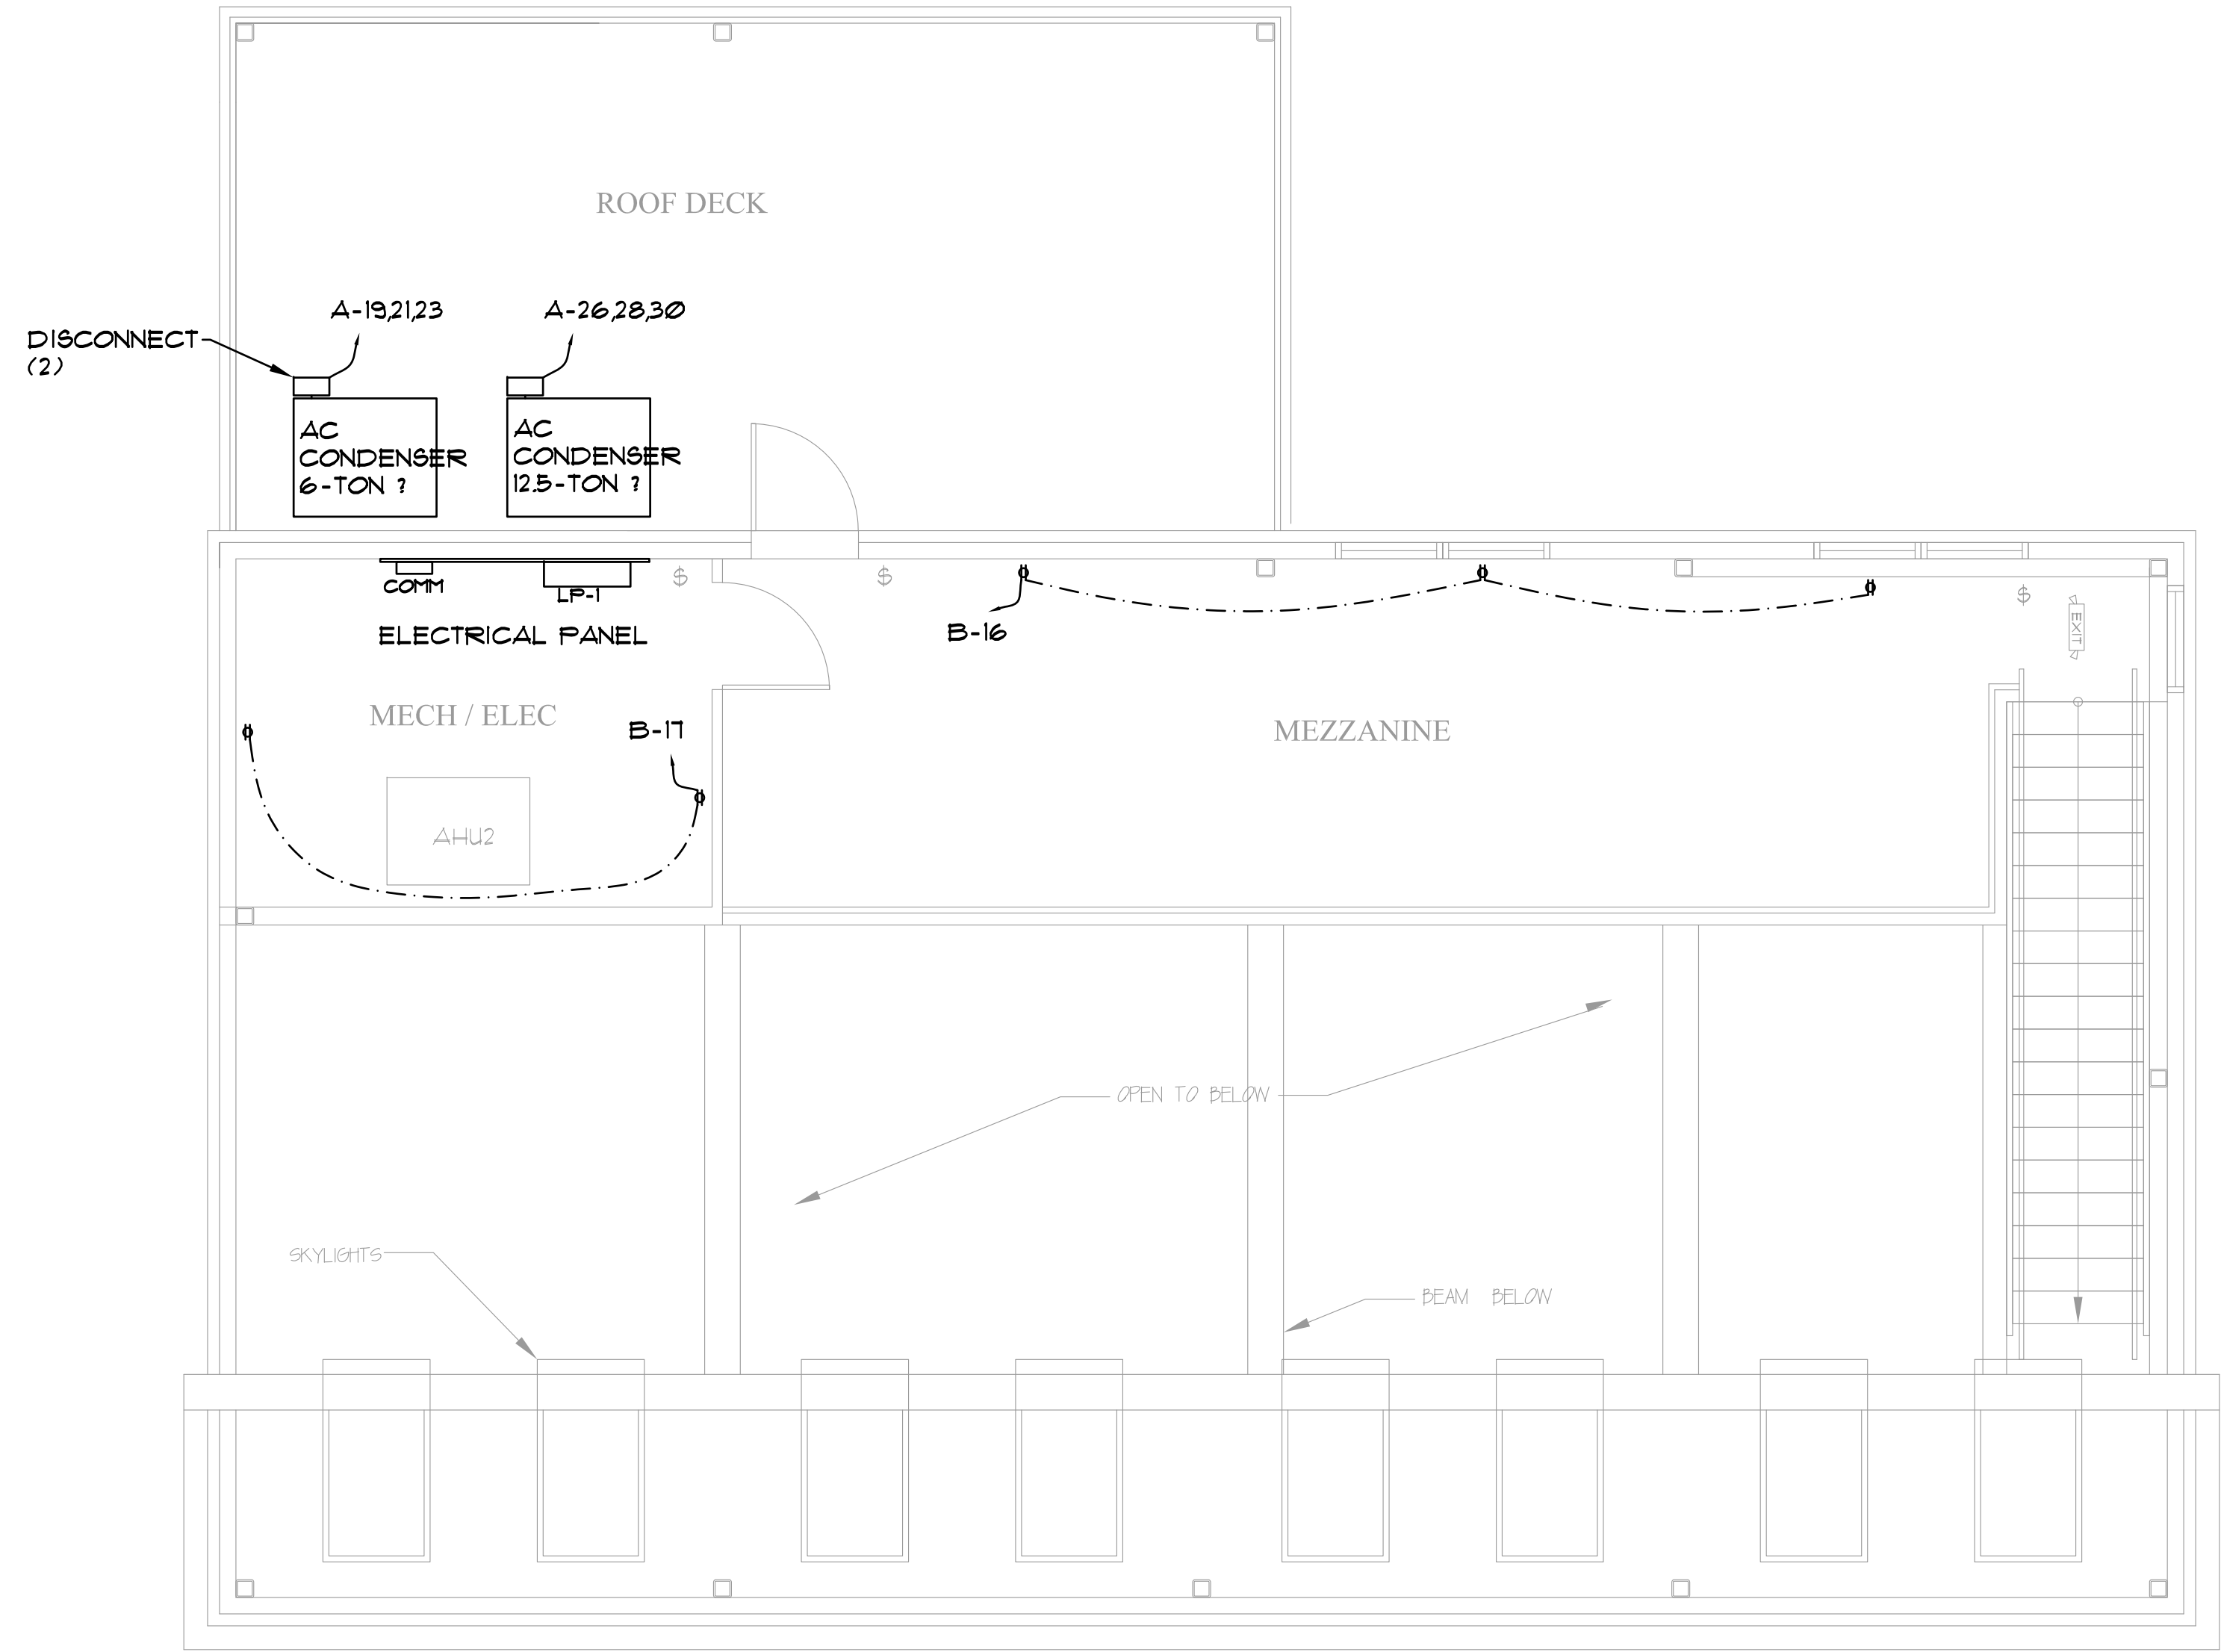 ROOF DECK
A-19,21,23
A-26,28,30
DISCONNECT
(2)
AC
CONDENSER
6-TON ?
AC
CONDENSER
12.5-TON ?
COMM
LP-1
$
$
$
EXIT
ELECTRICAL PANEL
B-16
MECH / ELEC
B-17
MEZZANINE
AHU2
OPEN TO BELOW
SKYLIGHTS
BEAM BELOW